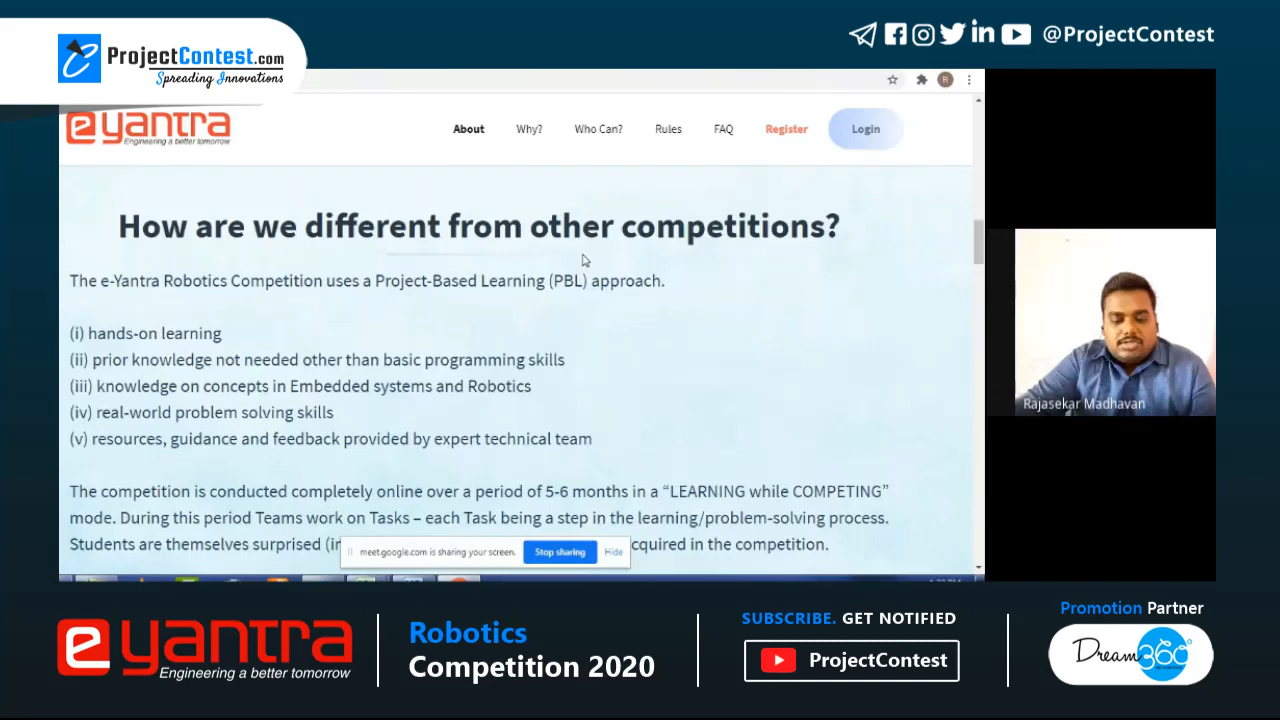 ProjectContest.com
Spreading Innovations
@ProjectContest
R
eyantra
Engineering a better tomorrow
About Why? Who Can? Rules FAQ Register Login
How are we different from other competitions?
The e-Yantra Robotics Competition uses a Project-Based Learning (PBL) approach.
(i) hands-on learning
(ii) prior knowledge not needed other than basic programming skills
(iii) knowledge on concepts in Embedded systems and Robotics
(iv) real-world problem solving skills
(v) resources, guidance and feedback provided by expert technical team
The competition is conducted completely online over a period of 5-6 months in a “LEARNING while COMPETING”
mode. During this period Teams work on Tasks – each Task being a step in the learning/problem-solving process.
Students are themselves surprised (in cquired in the competition.
meet.google.com is sharing your screen. Stop sharing Hide
Rajasekar Madhavan
eyantra
Engineering a better tomorrow
Robotics
Competition 2020
SUBSCRIBE. GET NOTIFIED
ProjectContest
Promotion Partner
Dream360°